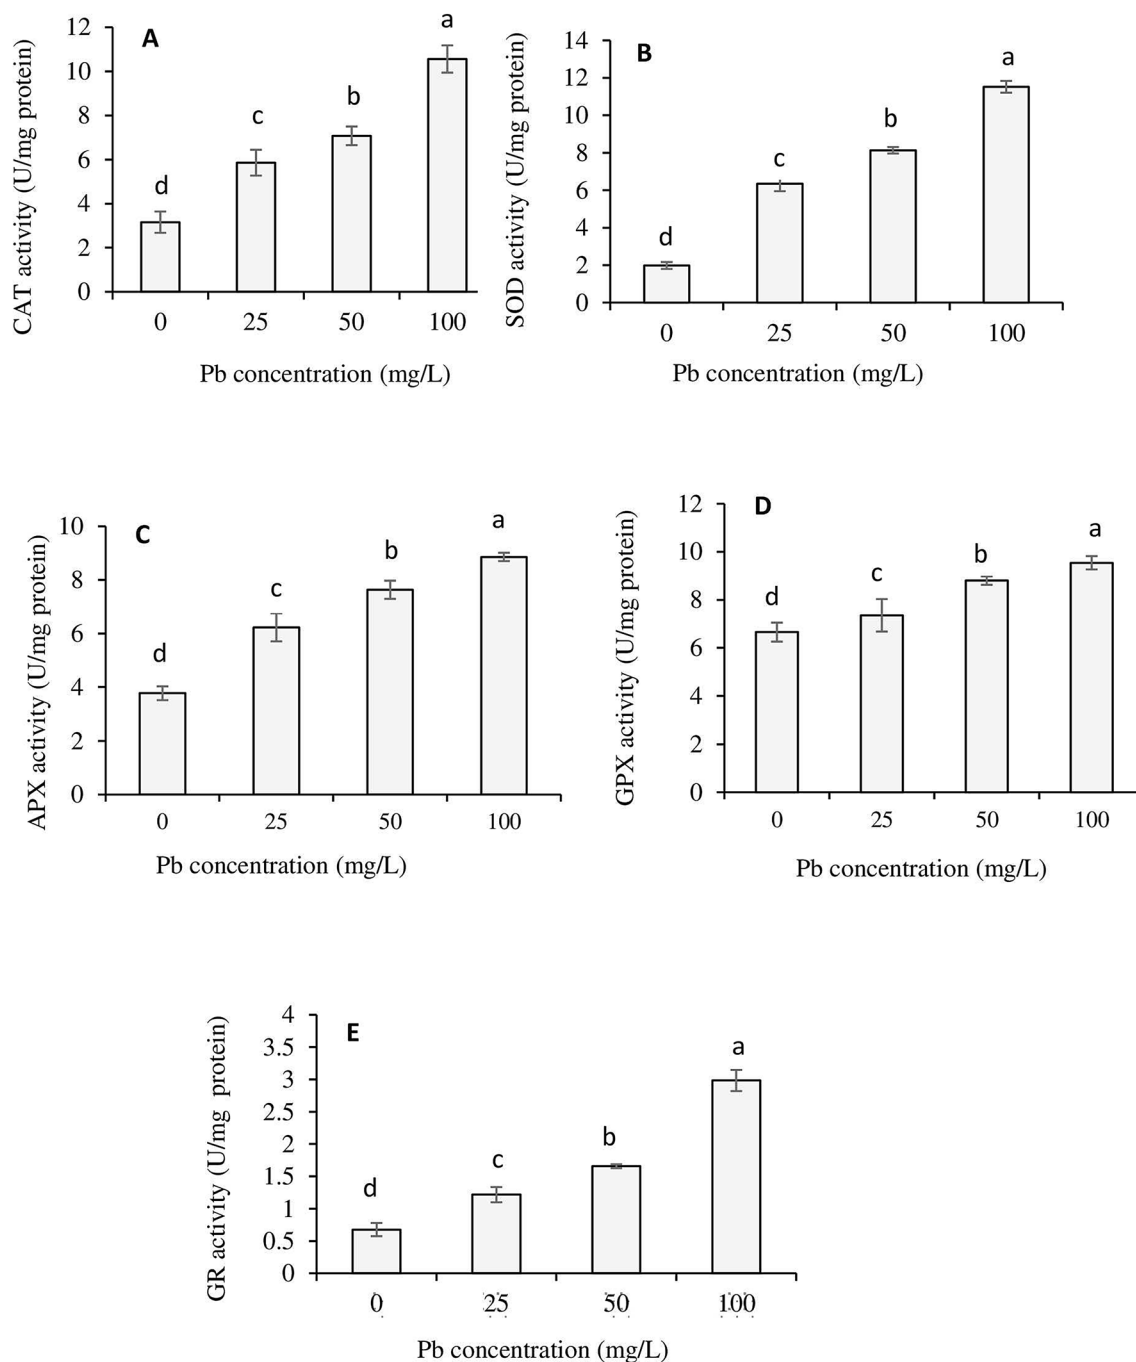 A
CAT activity (U/mg protein)
12
10
8
6
4
2
0
d
c
b
a
0 25 50 100
Pb concentration (mg/L)
B
SOD activity (U/mg protein)
14
12
10
8
6
4
2
0
d
c
b
a
0 25 50 100
Pb concentration (mg/L)
C
APX activity (U/mg protein)
10
8
6
4
2
0
d
c
b
a
0 25 50 100
Pb concentration (mg/L)
D
GPX activity (U/mg protein)
12
10
8
6
4
2
0
d
c
b
a
0 25 50 100
Pb concentration (mg/L)
E
GR activity (U/mg protein)
4
3.5
3
2.5
2
1.5
1
0.5
0
d
c
b
a
0 25 50 100
Pb concentration (mg/L)